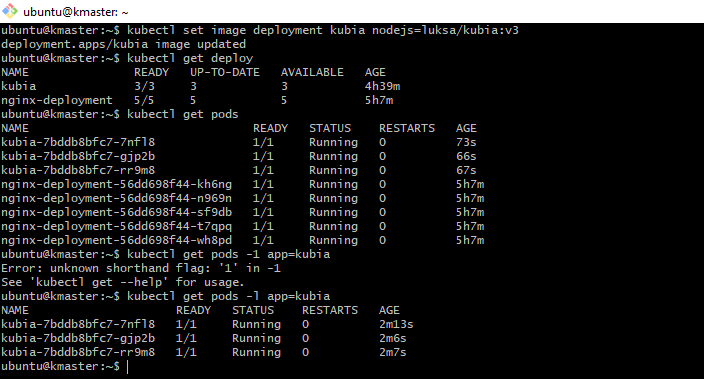 ubuntu@kmaster: ~
ubuntu@kmaster:~$ kubectl set image deployment kubia nodejs=luksa/kubia:v3
deployment.apps/kubia image updated
ubuntu@kmaster:~$ kubectl get deploy
NAME READY UP-TO-DATE AVAILABLE AGE
kubia 3/3 3 3 4h39m
nginx-deployment 5/5 5 5 5h7m
ubuntu@kmaster:~$ kubectl get pods
NAME READY STATUS RESTARTS AGE
kubia-7bddb8bfc7-7nfl8 1/1 Running 0 73s
kubia-7bddb8bfc7-gjp2b 1/1 Running 0 66s
kubia-7bddb8bfc7-rr9m8 1/1 Running 0 67s
nginx-deployment-56dd698f44-kh6ng 1/1 Running 0 5h7m
nginx-deployment-56dd698f44-n969n 1/1 Running 0 5h7m
nginx-deployment-56dd698f44-sf9db 1/1 Running 0 5h7m
nginx-deployment-56dd698f44-t7qpq 1/1 Running 0 5h7m
nginx-deployment-56dd698f44-wh8pd 1/1 Running 0 5h7m
ubuntu@kmaster:~$ kubectl get pods -1 app=kubia
Error: unknown shorthand flag: '1' in -1
See 'kubectl get --help' for usage.
ubuntu@kmaster:~$ kubectl get pods -l app=kubia
NAME READY STATUS RESTARTS AGE
kubia-7bddb8bfc7-7nfl8 1/1 Running 0 2m13s
kubia-7bddb8bfc7-gjp2b 1/1 Running 0 2m6s
kubia-7bddb8bfc7-rr9m8 1/1 Running 0 2m7s
ubuntu@kmaster:~$